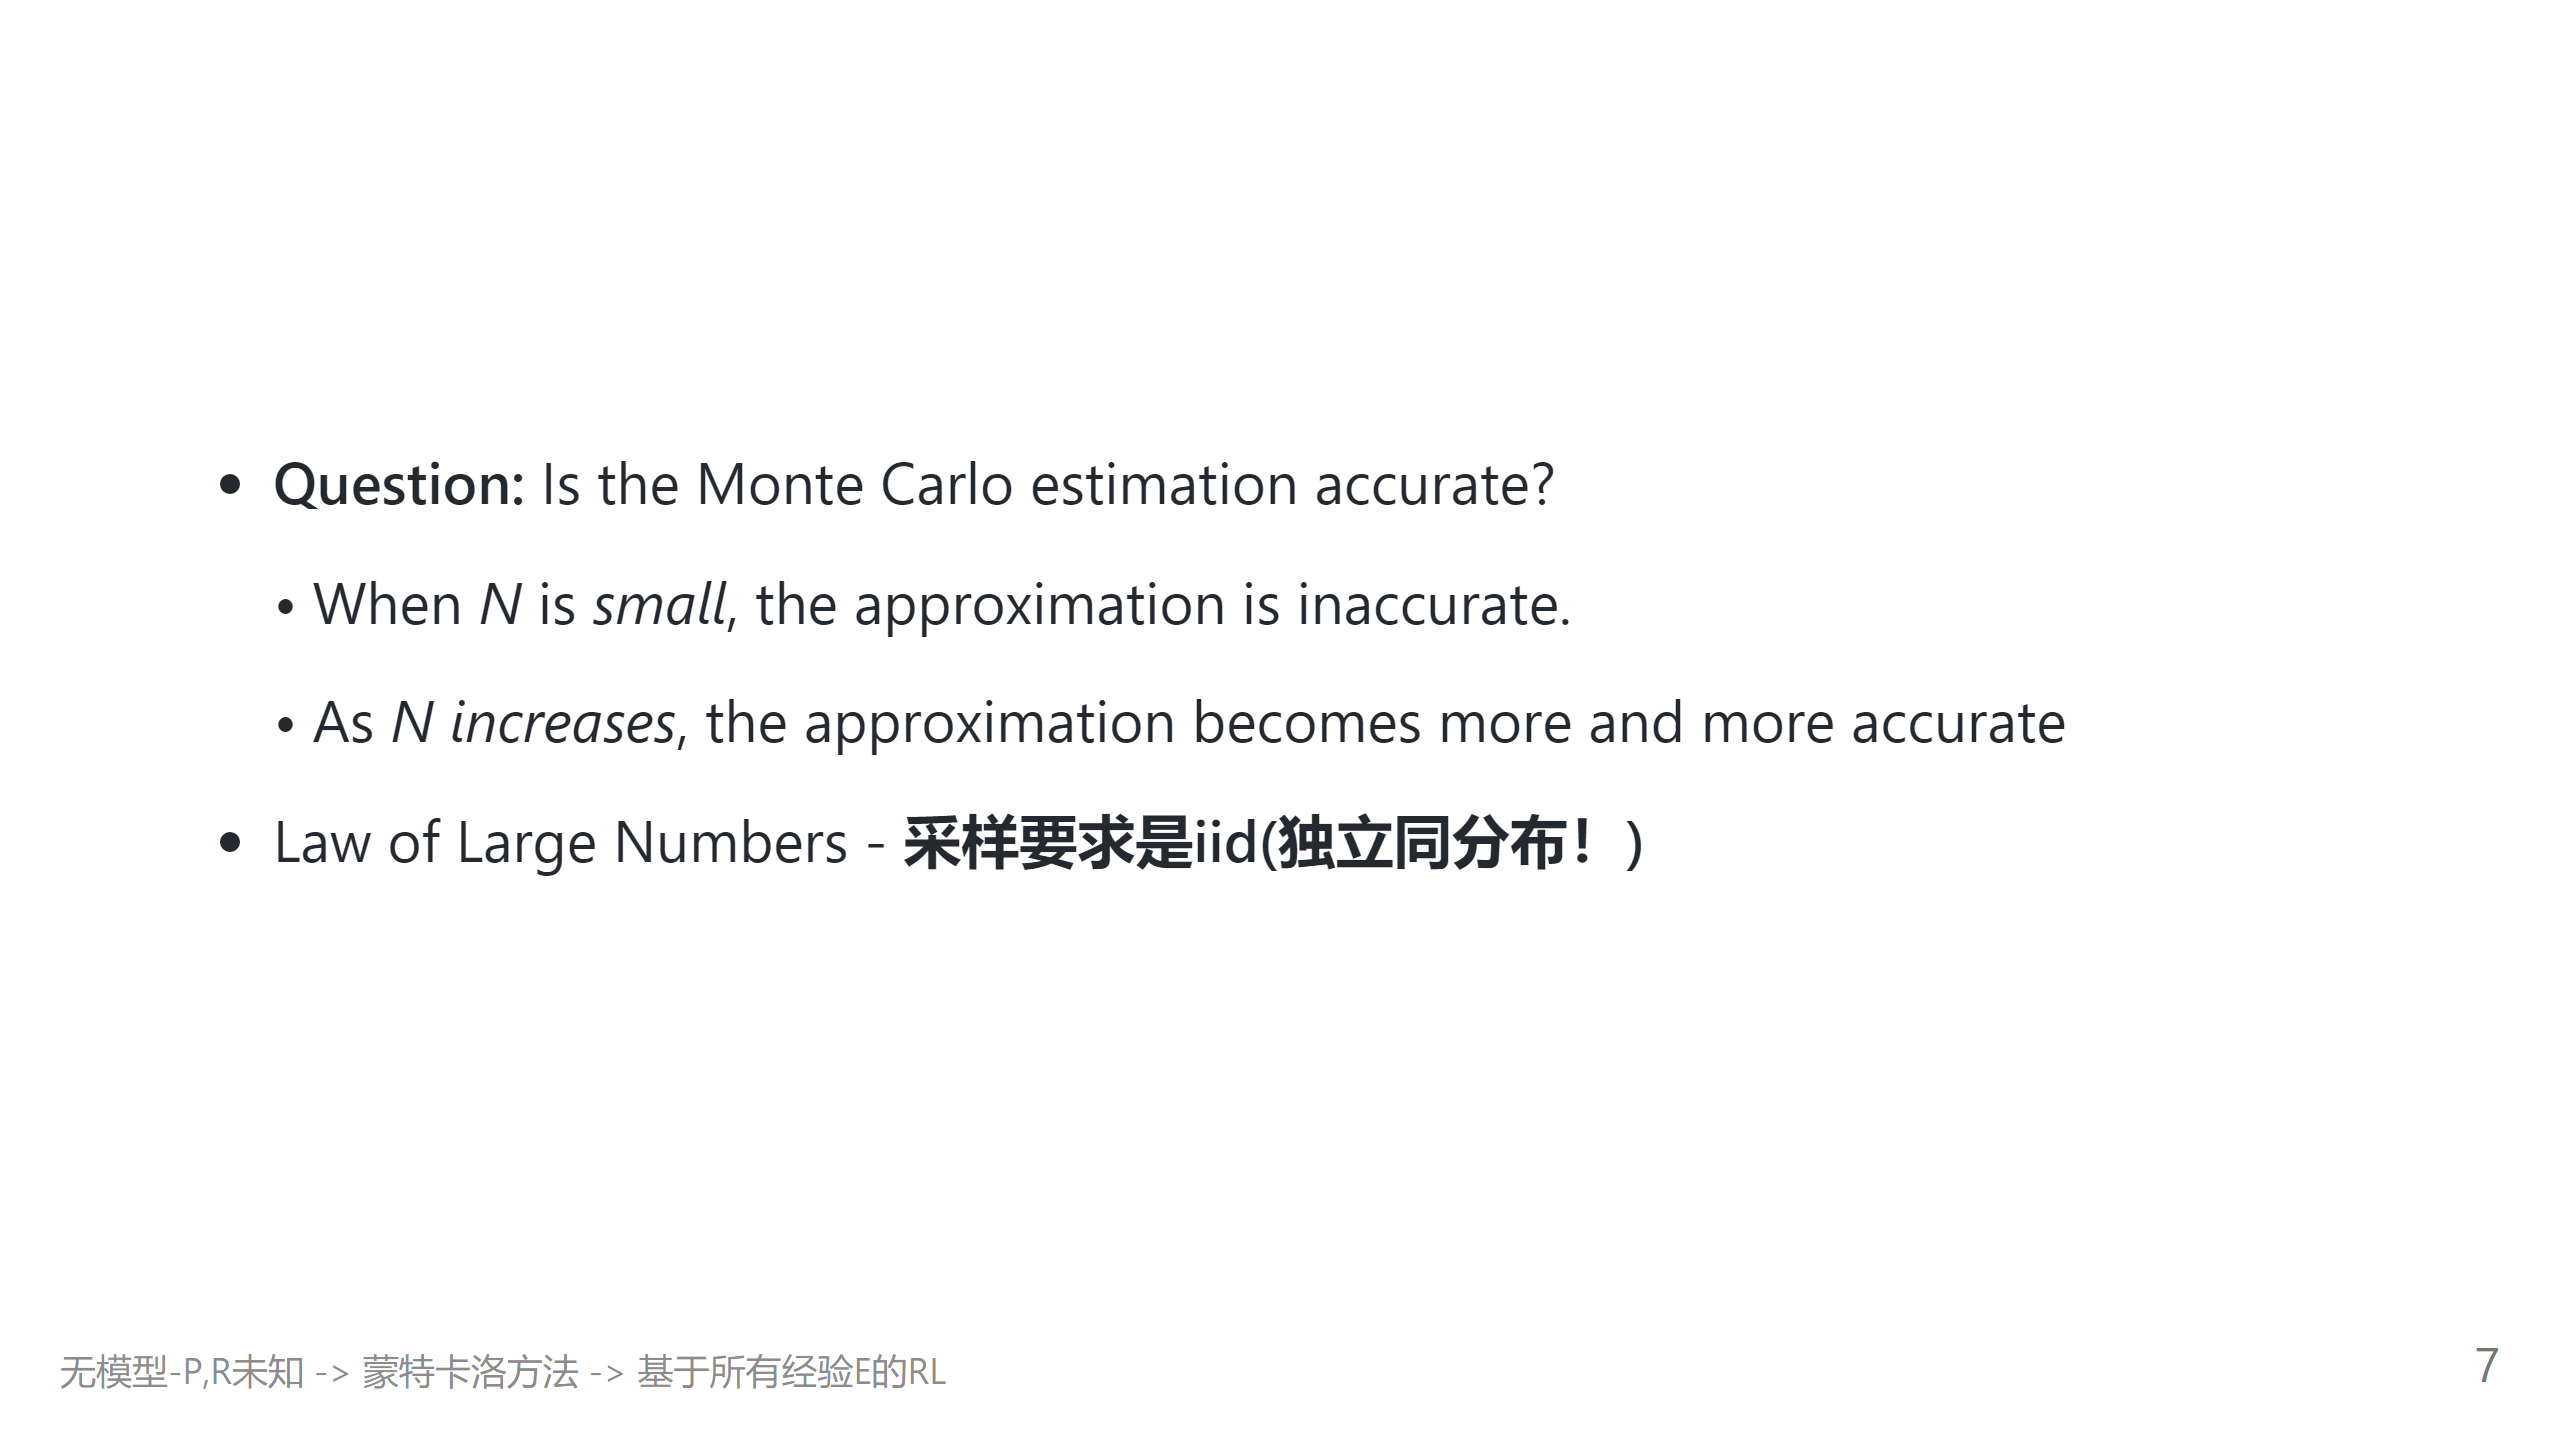 • Question: Is the Monte Carlo estimation accurate?
• When N is small, the approximation is inaccurate.
• As N increases, the approximation becomes more and more accurate
• Law of Large Numbers - 采样要求是iid(独立同分布！)
无模型-P,R未知 -> 蒙特卡洛方法 -> 基于所有经验E的RL
7